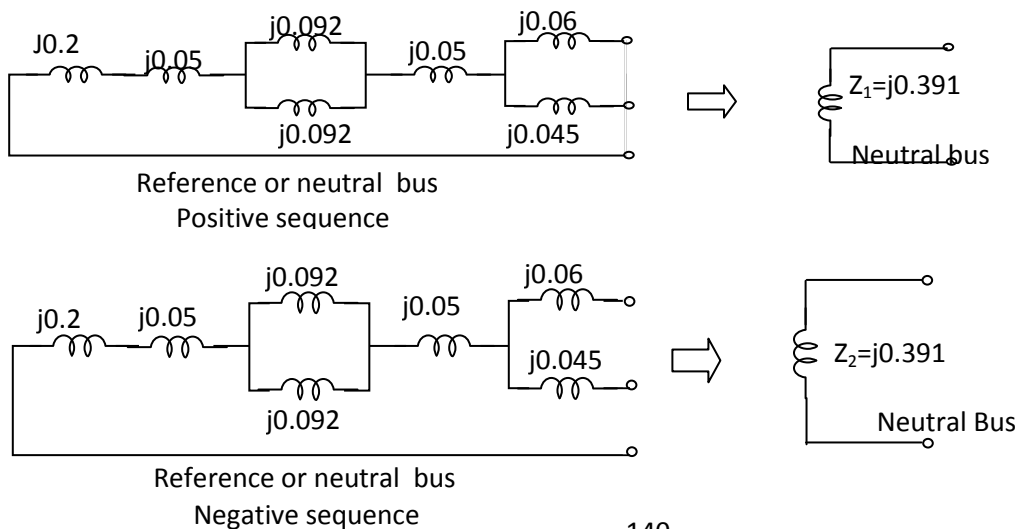 j0.092
j0.06
J0.2
j0.05
j0.05
Z₁=j0.391
j0.092
j0.045
Neutral bus
Reference or neutral bus
Positive sequence
j0.092
j0.06
j0.2
j0.05
j0.05
j0.045
Z₂=j0.391
j0.092
Neutral Bus
Reference or neutral bus
Negative sequence